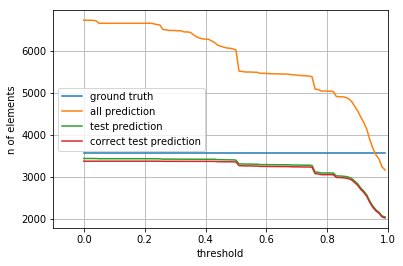 6000
5000
4000
3000
2000
n of elements
ground truth
all prediction
test prediction
correct test prediction
0.0 0.2 0.4 0.6 0.8 1.0
threshold